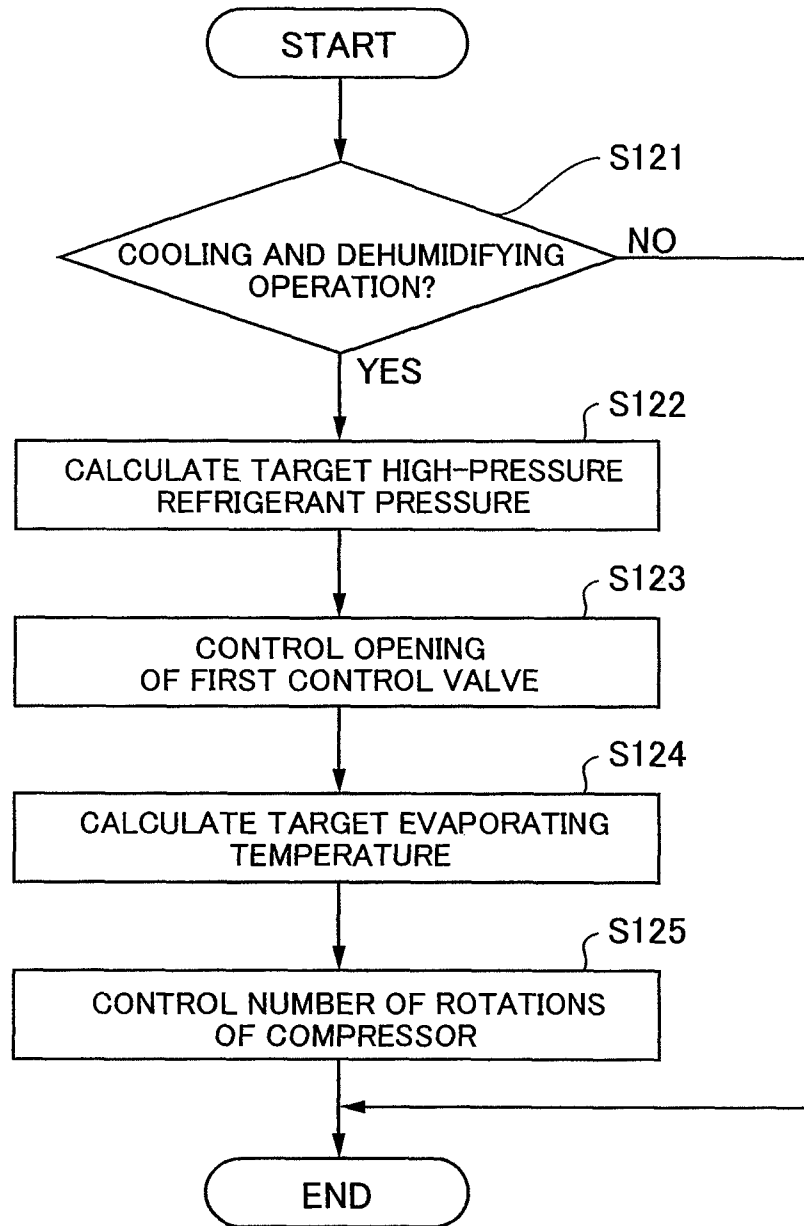 START
S121
COOLING AND DEHUMIDIFYING
OPERATION?
NO
YES
S122
CALCULATE TARGET HIGH-PRESSURE
REFRIGERANT PRESSURE
S123
CONTROL OPENING
OF FIRST CONTROL VALVE
S124
CALCULATE TARGET EVAPORATING
TEMPERATURE
S125
CONTROL NUMBER OF ROTATIONS
OF COMPRESSOR
END